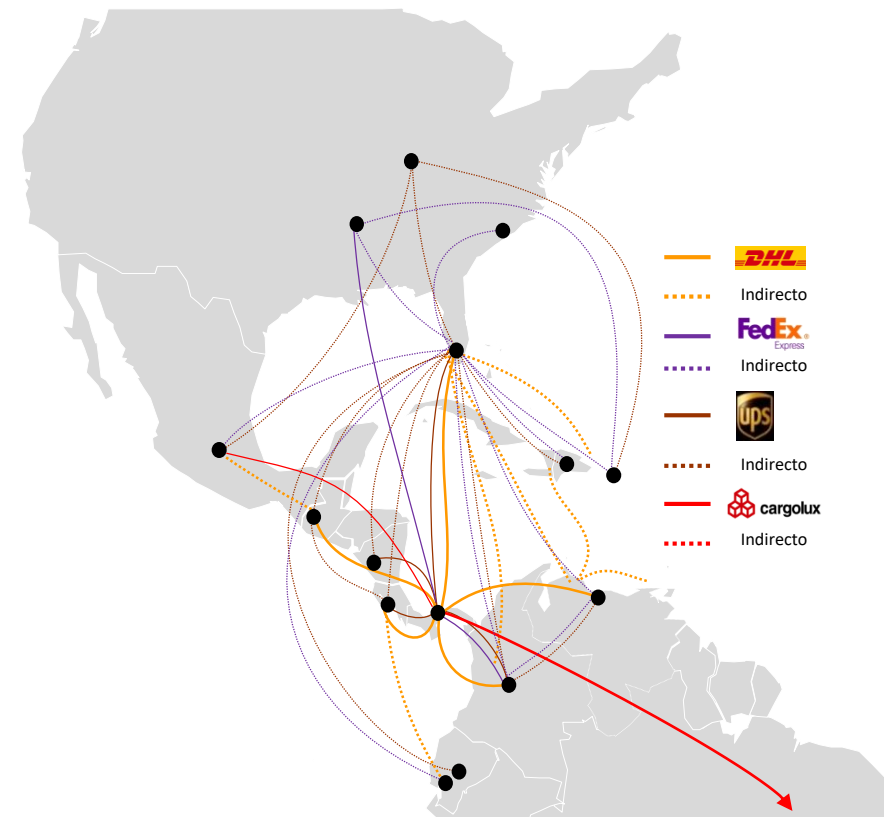 DHL
Indirecto
FedEx®
Express
Indirecto
ups
Indirecto
cargolux
Indirecto